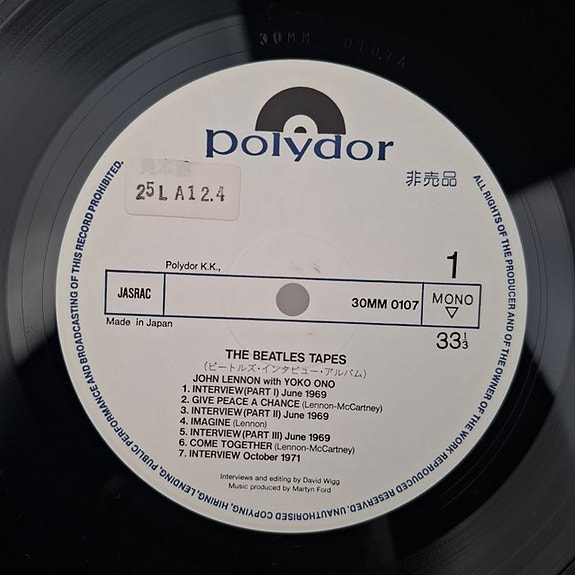 30MM 0107A
polydor
見本盤
25LA12.4
非売品
1
Polydor K.K.,
JASRAC
30MM 0107
MONO
▽
Made in Japan
33⅓
THE BEATLES TAPES
(ビートルズ・インタビュー・アルバム)
JOHN LENNON with YOKO ONO
1. INTERVIEW(PART I) June 1969
2. GIVE PEACE A CHANCE (Lennon-McCartney)
3. INTERVIEW(PART II) June 1969
4. IMAGINE (Lennon)
5. INTERVIEW(PART III) June 1969
6. COME TOGETHER (Lennon-McCartney)
7. INTERVIEW October 1971
Interviews and editing by David Wigg
Music produced by Martyn Ford
ALL RIGHTS OF THE PRODUCER AND OF THE OWNER OF THE WORK REPRODUCED RESERVED. UNAUTHORISED COPYING, HIRING, LENDING, PUBLIC PERFORMANCE AND BROADCASTING OF THIS RECORD PROHIBITED.